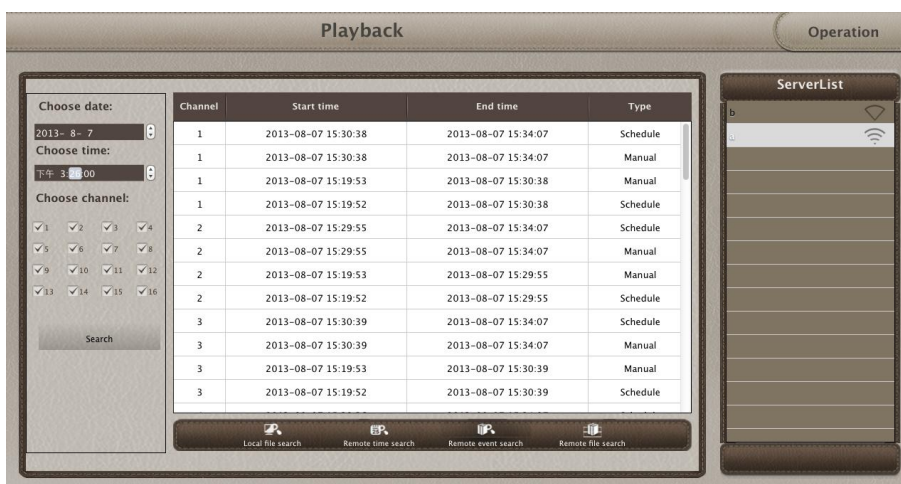 Playback
Operation
Choose date:
2013- 8- 7
Choose time:
下午 3:26:00
Choose channel:
1 2 3 4
5 6 7 8
9 10 11 12
13 14 15 16
Search
Channel Start time End time Type
1 2013-08-07 15:30:38 2013-08-07 15:34:07 Schedule
1 2013-08-07 15:30:38 2013-08-07 15:34:07 Manual
1 2013-08-07 15:19:53 2013-08-07 15:30:38 Manual
1 2013-08-07 15:19:52 2013-08-07 15:30:38 Schedule
2 2013-08-07 15:29:55 2013-08-07 15:34:07 Schedule
2 2013-08-07 15:29:55 2013-08-07 15:34:07 Manual
2 2013-08-07 15:19:53 2013-08-07 15:29:55 Manual
2 2013-08-07 15:19:52 2013-08-07 15:29:55 Schedule
3 2013-08-07 15:30:39 2013-08-07 15:34:07 Schedule
3 2013-08-07 15:30:39 2013-08-07 15:34:07 Manual
3 2013-08-07 15:19:53 2013-08-07 15:30:39 Manual
3 2013-08-07 15:19:52 2013-08-07 15:30:39 Schedule
Local file search Remote time search Remote event search Remote file search
ServerList
b